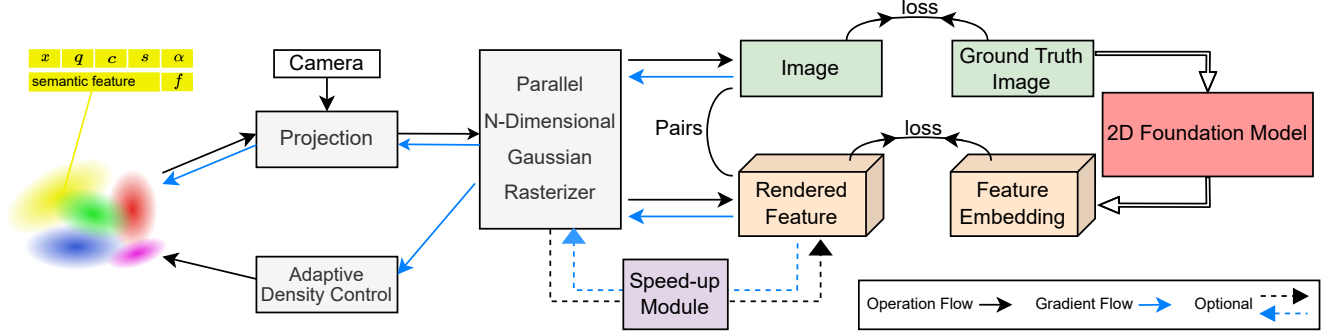 x q c s α
semantic feature f
Camera
Projection
Adaptive
Density Control
Parallel
N-Dimensional
Gaussian
Rasterizer
Speed-up
Module
Image
Pairs
Rendered
Feature
loss
Ground Truth
Image
loss
Feature
Embedding
2D Foundation Model
Operation Flow
Gradient Flow
Optional